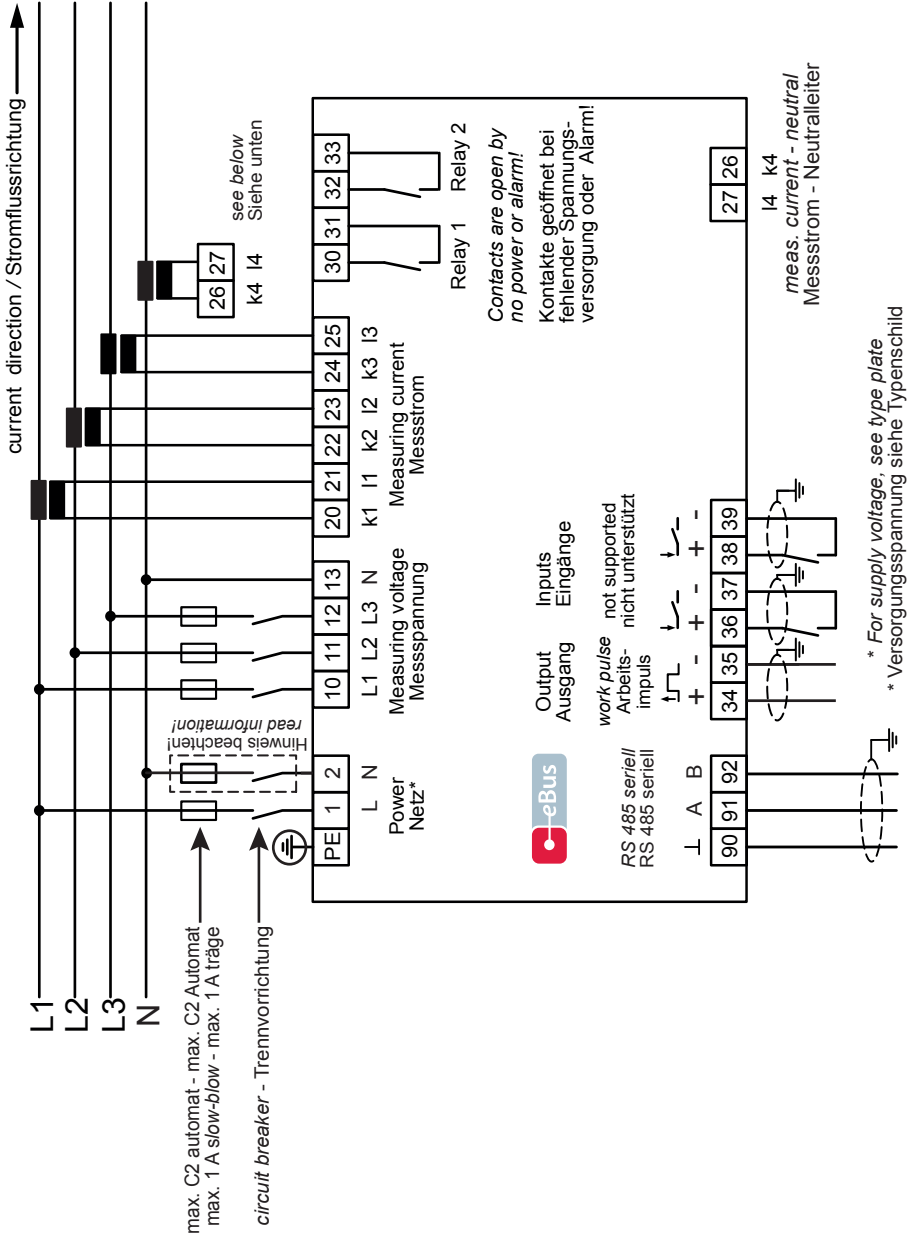 current direction / Stromflussrichtung
L1
L2
L3
N
max. C2 automat - max. C2 Automat
max. 1 A slow-blow - max. 1 A träge
circuit breaker - Trennvorrichtung
Hinweis beachten!
read information!
see below
Siehe unten
26 27
k4 l4
PE 1 2 10 11 12 13 20 21 22 23 24 25 30 31 32 33
L N
Power
Netz*
L1 L2 L3 N
Measuring voltage
Messspannung
k1 l1 k2 l2 k3 l3
Measuring current
Messstrom
Relay 1 Relay 2
Contacts are open by
no power or alarm!
Kontakte geöffnet bei
fehlender Spannungs-
versorgung oder Alarm!
eBus
RS 485 seriell
RS 485 seriell
⊥ A B
90 91 92
Output
Ausgang
work pulse
Arbeits-
impuls
+ -
34 35
Inputs
Eingänge
not supported
nicht unterstützt
+ - + -
36 37 38 39
27 26
l4 k4
meas. current - neutral
Messstrom - Neutralleiter
* For supply voltage, see type plate
* Versorgungsspannung siehe Typenschild